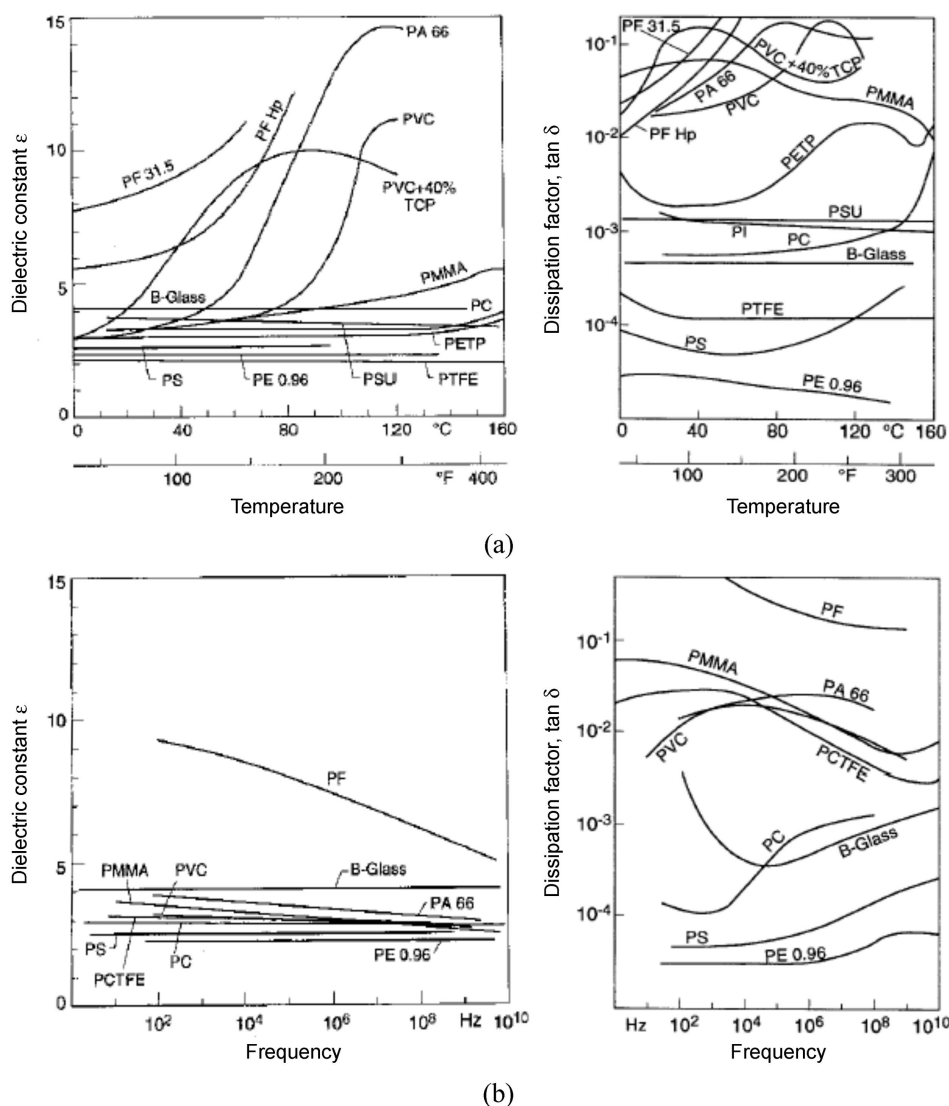 Dielectric constant ε
15
10
5
0
PA 66
PF Hp
PVC
PF 31.5
PVC+40%
TCP
B-Glass
PMMA
PC
PETP
PS
PE 0.96
PSU
PTFE
0
40
80
120
°C
160
100
200
°F
400
Temperature
Dissipation factor, tan δ
10-1
10-2
10-3
10-4
PF 31.5
PVC+40%TCP
PA 66
PVC
PMMA
PF Hp
PETP
PSU
PI
PC
B-Glass
PTFE
PS
PE 0.96
0
40
80
120
°C
160
100
200
°F
300
Temperature
(a)
Dielectric constant ε
15
10
5
0
PF
B-Glass
PMMA
PVC
PA 66
PS
PC
PE 0.96
PCTFE
102
104
106
108
Hz
1010
Frequency
Dissipation factor, tan δ
10-1
10-2
10-3
10-4
PF
PMMA
PA 66
PVC
PCTFE
PC
B-Glass
PS
PE 0.96
Hz
102
104
106
108
1010
Frequency
(b)